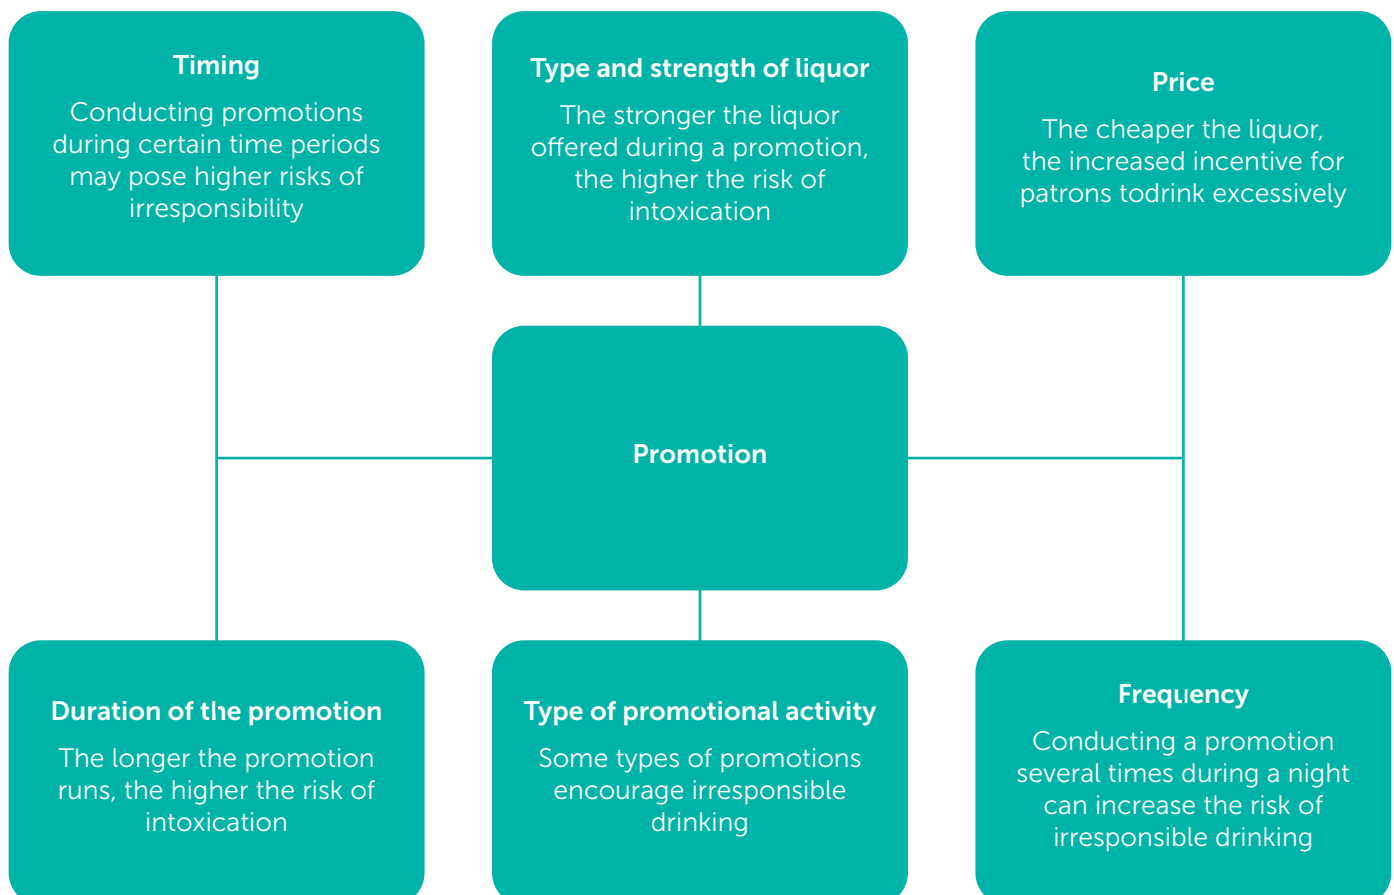 Timing
Conducting promotions
during certain time periods
may pose higher risks of
irresponsibility
Type and strength of liquor
The stronger the liquor
offered during a promotion,
the higher the risk of
intoxication
Price
The cheaper the liquor,
the increased incentive for
patrons todrink excessively
Promotion
Duration of the promotion
The longer the promotion
runs, the higher the risk of
intoxication
Type of promotional activity
Some types of promotions
encourage irresponsible
drinking
Frequency
Conducting a promotion
several times during a night
can increase the risk of
irresponsible drinking